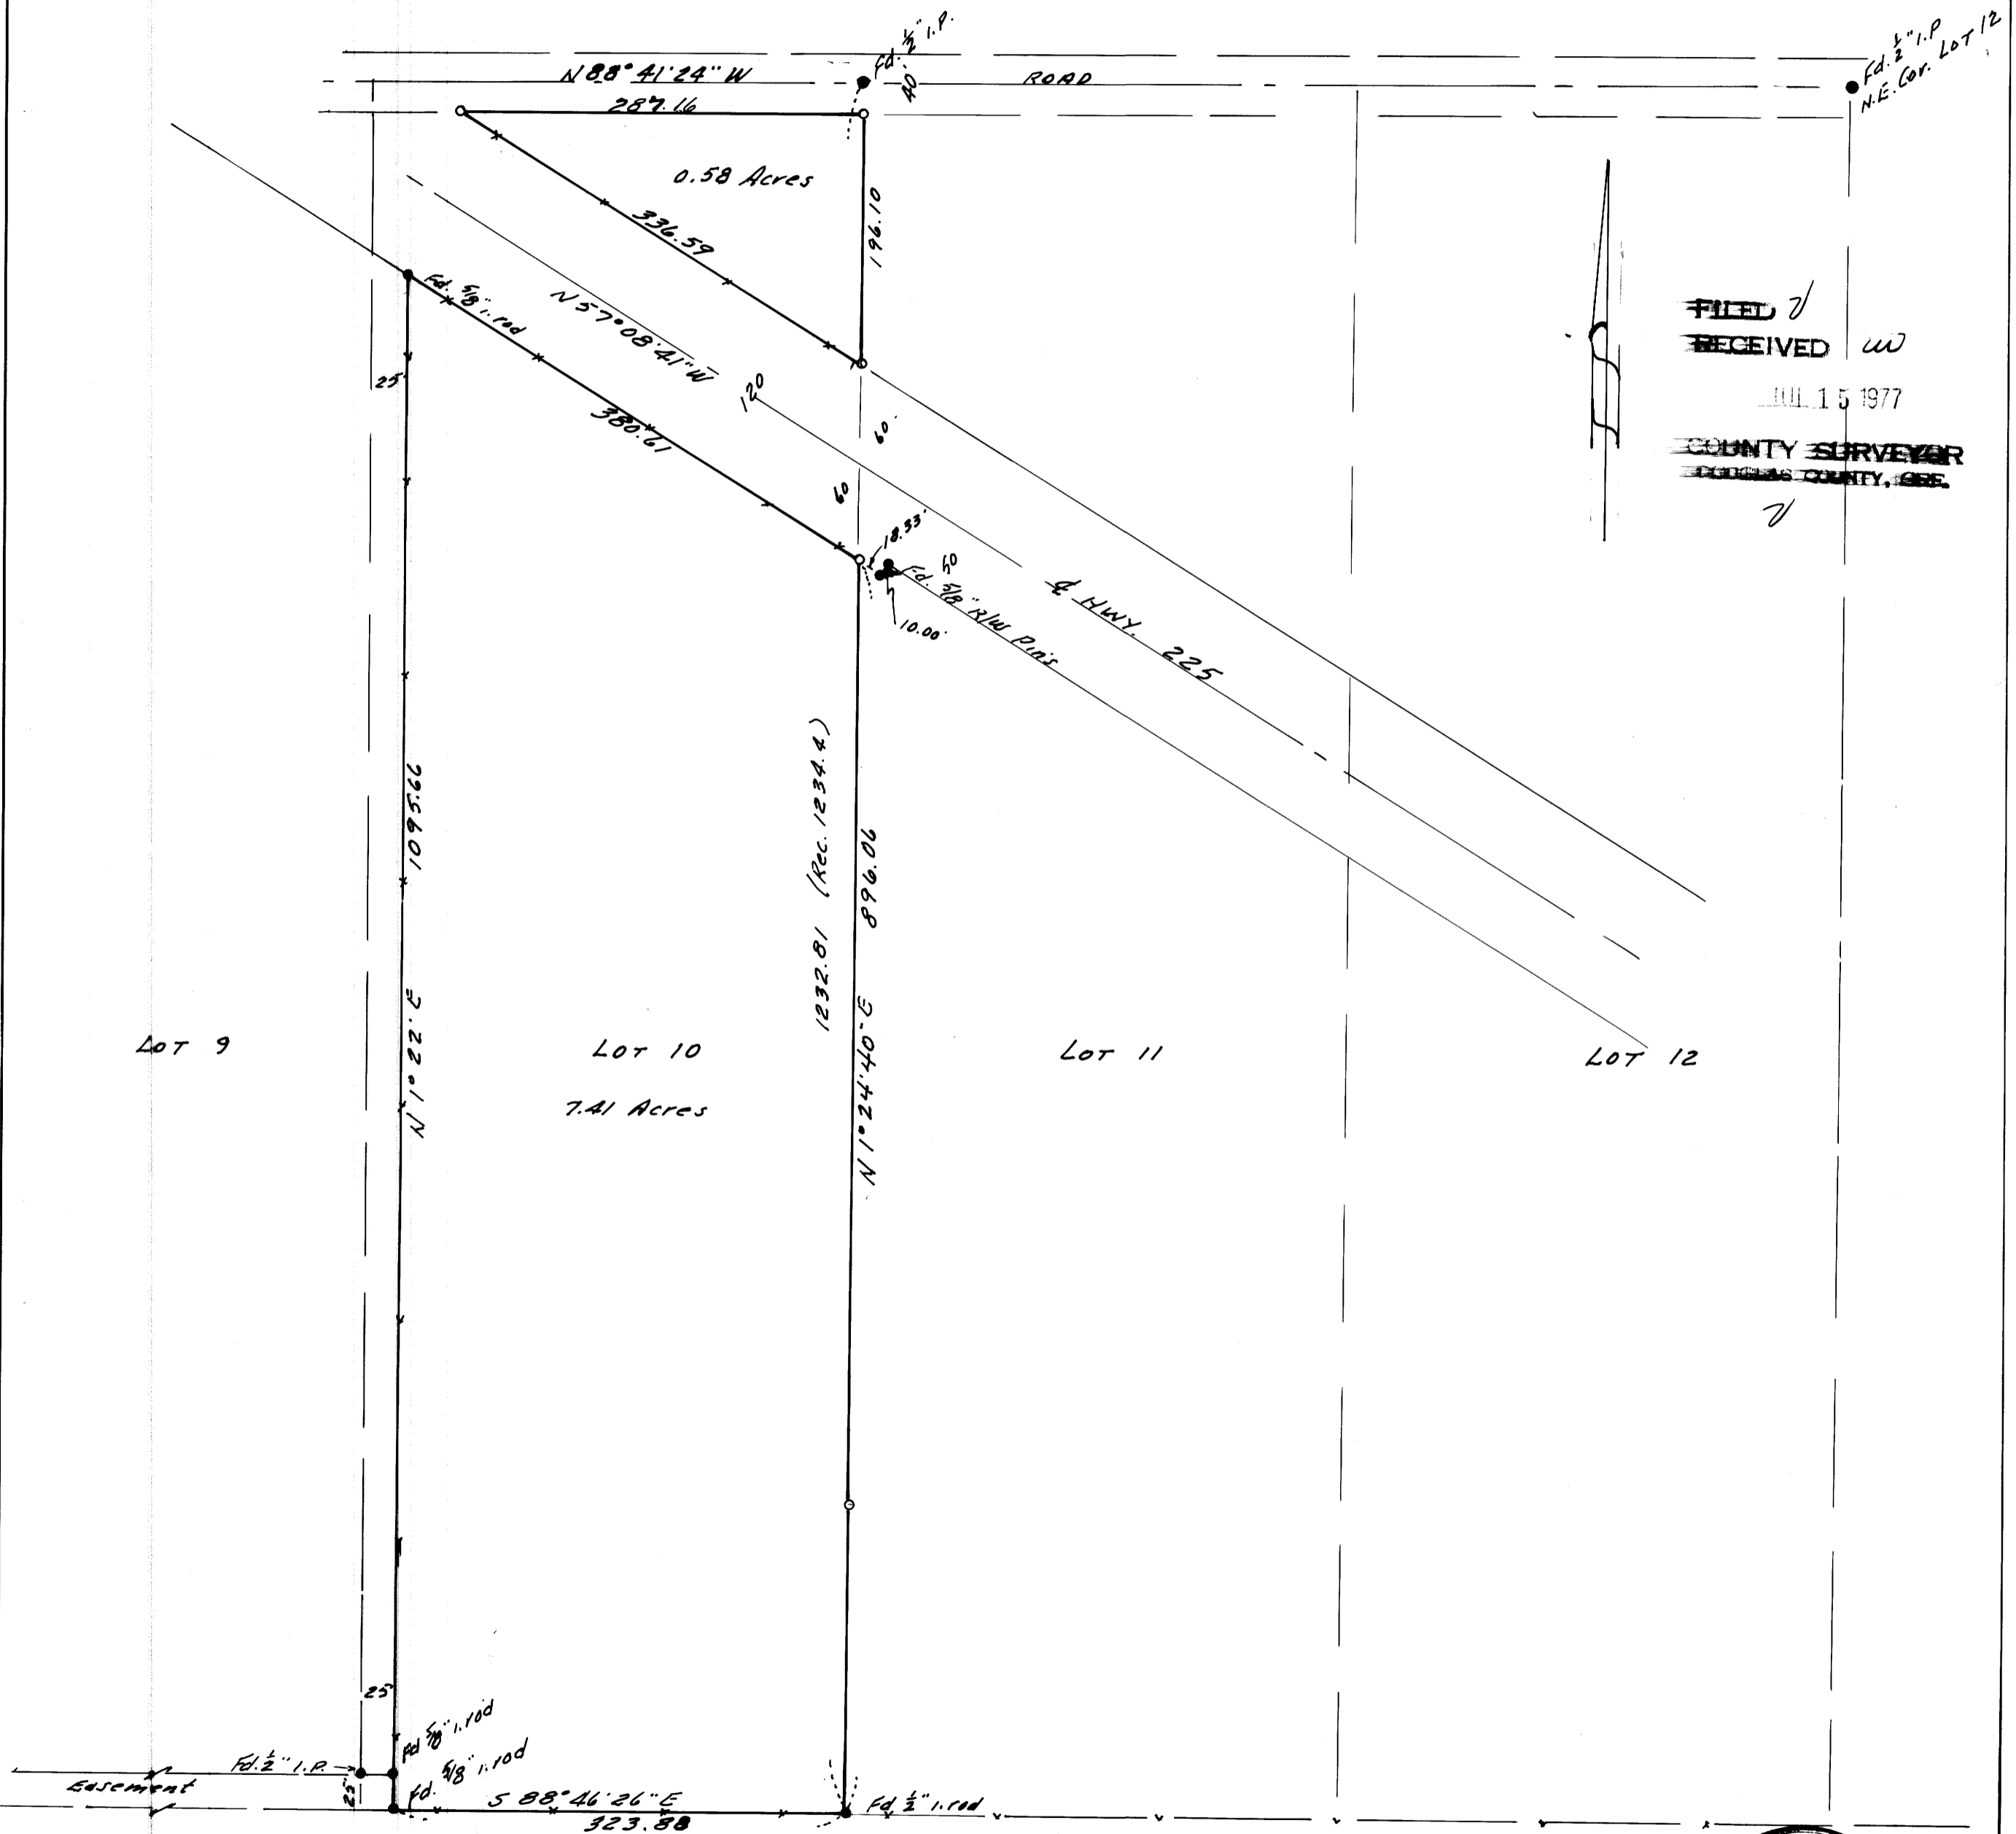 Fd. ½" I.P.
Fd. ½" I.P
N.E. Cor. LOT 12
N 88° 41' 24" W
40
ROAD
287.16
0.58 Acres
196.10
336.59
Fd. 5/8" i. rod
N 57° 08' 41" W
120
60'
60
25'
380.61
18.33'
50
Fd. 5/8" R/W Pins
10.00'
℄ HWY. 225
FILED
RECEIVED
JUL 15 1977
COUNTY SURVEYOR
DOUGLAS COUNTY, ORE.
1095.66
N 1° 22' E
1232.81 (Rec. 1234.4)
896.06
N 1° 24' 40" E
LOT 9
LOT 10
LOT 11
LOT 12
7.41 Acres
25'
Fd 5/8" i. rod
Fd. ½" I.P.
Fd. 5/8" i. rod
Easement
25'
S 88° 46' 26" E
323.88
Fd ½" i. rod